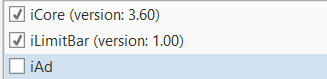 iCore (version: 3.60)
iLimitBar (version: 1.00)
iAd